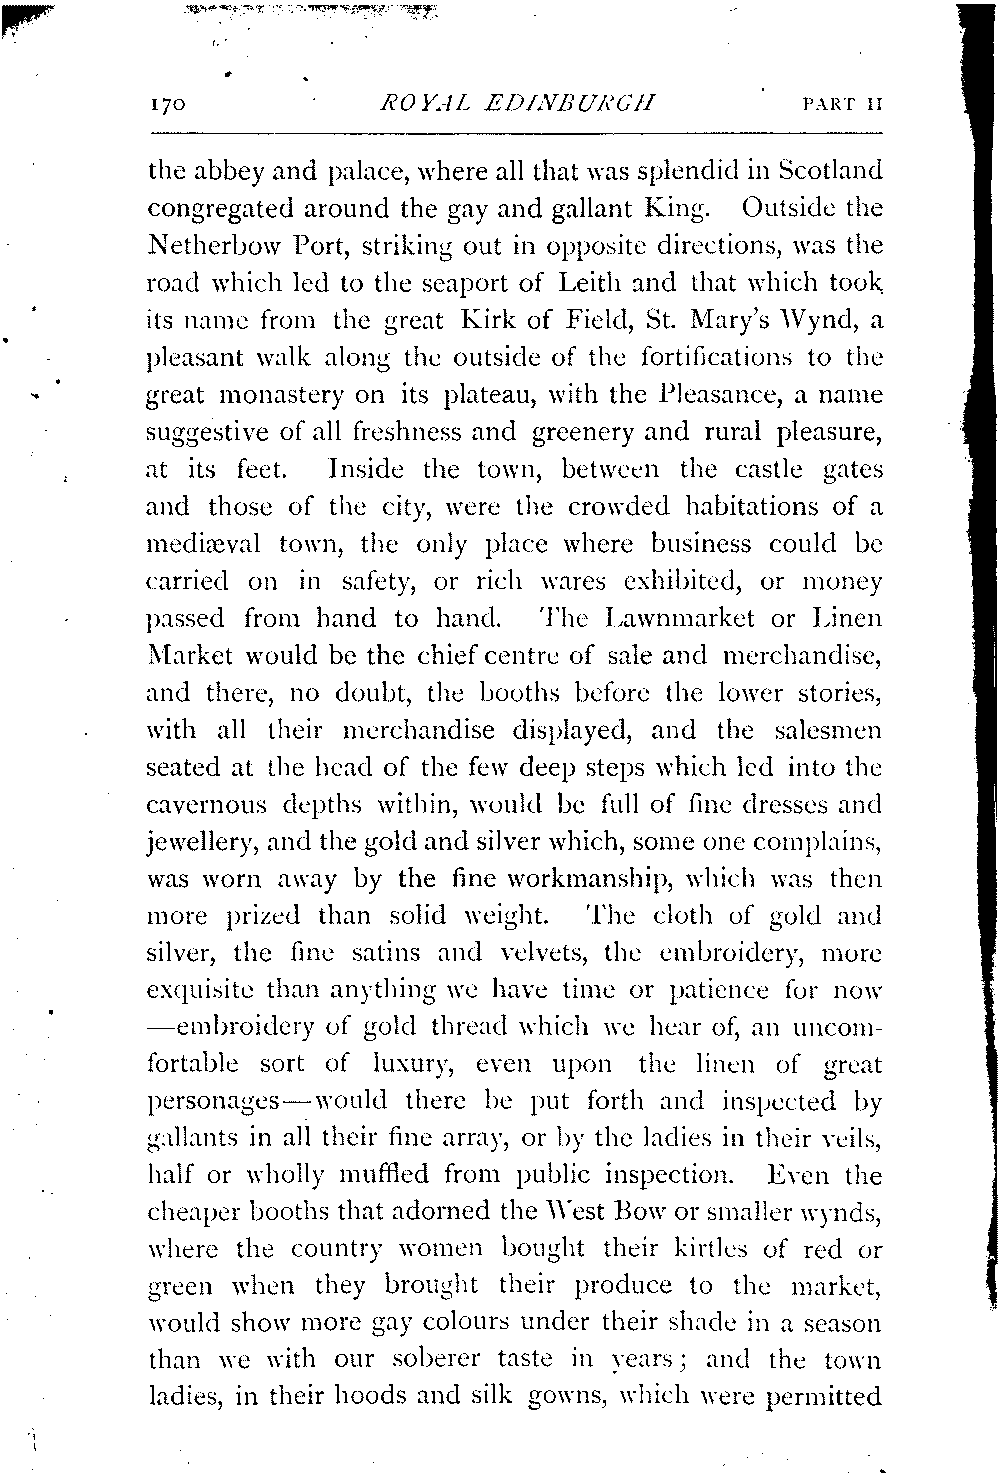 170 ROYAL EDINBURGH PART II
the abbey and palace, where all that was splendid in Scotland
congregated around the gay and gallant King. Outside the
Netherbow Port, striking out in opposite directions, was the
road which led to the seaport of Leith and that which took
its name from the great Kirk of Field, St. Mary's Wynd, a
pleasant walk along the outside of the fortifications to the
great monastery on its plateau, with the Pleasance, a name
suggestive of all freshness and greenery and rural pleasure,
at its feet. Inside the town, between the castle gates
and those of the city, were the crowded habitations of a
mediæval town, the only place where business could be
carried on in safety, or rich wares exhibited, or money
passed from hand to hand. The Lawnmarket or Linen
Market would be the chief centre of sale and merchandise,
and there, no doubt, the booths before the lower stories,
with all their merchandise displayed, and the salesmen
seated at the head of the few deep steps which led into the
cavernous depths within, would be full of fine dresses and
jewellery, and the gold and silver which, some one complains,
was worn away by the fine workmanship, which was then
more prized than solid weight. The cloth of gold and
silver, the fine satins and velvets, the embroidery, more
exquisite than anything we have time or patience for now
—embroidery of gold thread which we hear of, an uncom-
fortable sort of luxury, even upon the linen of great
personages—would there be put forth and inspected by
gallants in all their fine array, or by the ladies in their veils,
half or wholly muffled from public inspection. Even the
cheaper booths that adorned the West Bow or smaller wynds,
where the country women bought their kirtles of red or
green when they brought their produce to the market,
would show more gay colours under their shade in a season
than we with our soberer taste in years; and the town
ladies, in their hoods and silk gowns, which were permitted